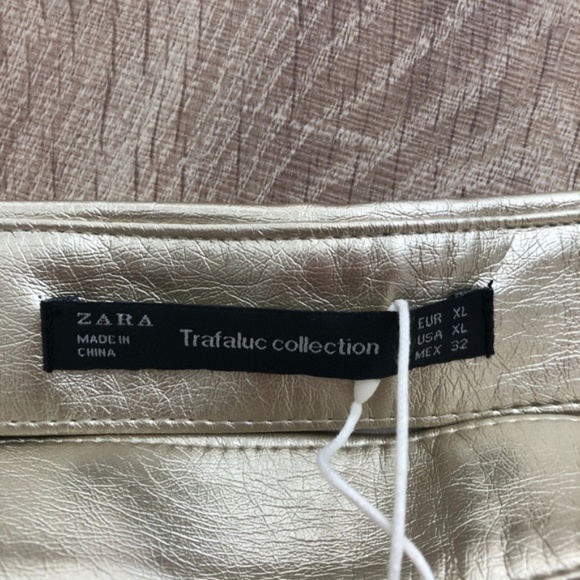 ZARA
MADE IN
CHINA
Trafaluc collection
EUR XL
USA XL
MEX 32